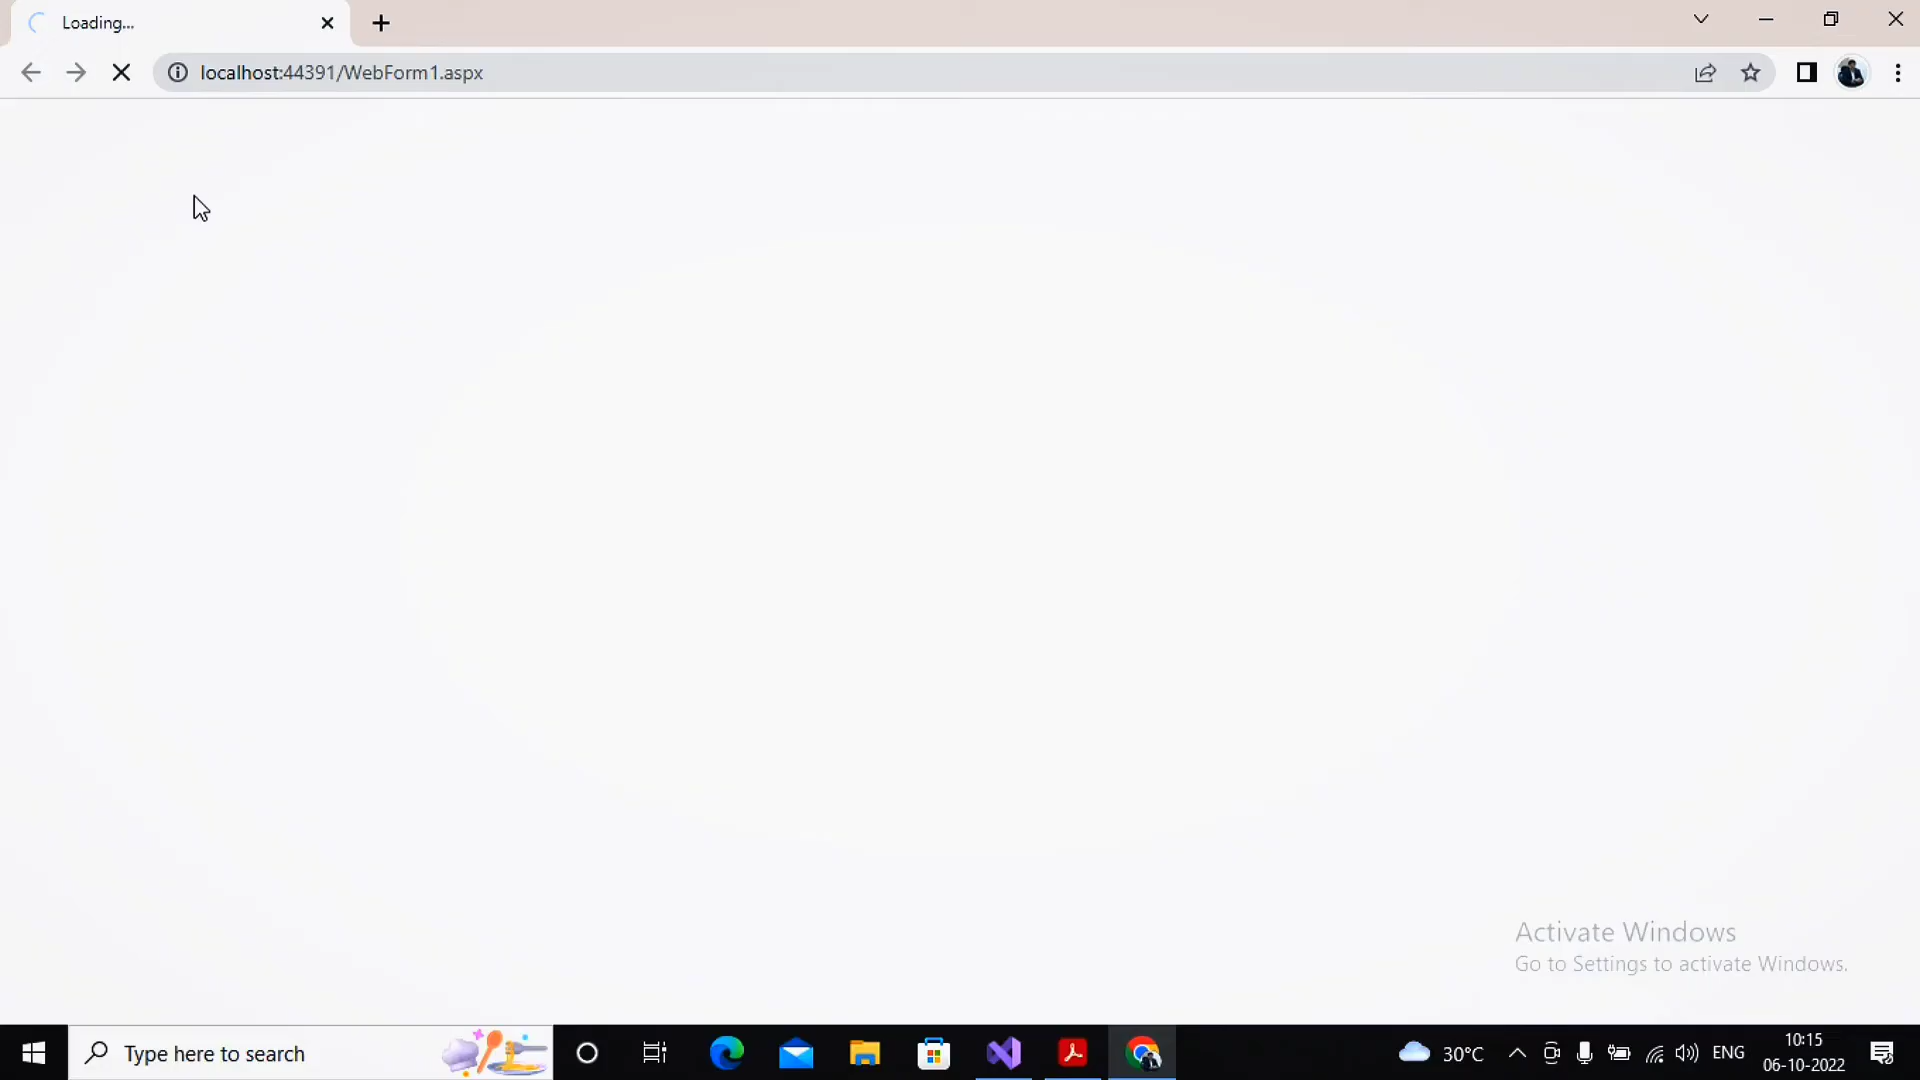 Loading...
localhost:44391/WebForm1.aspx
Activate Windows
Go to Settings to activate Windows.
Type here to search
30°C
ENG
10:15
06-10-2022